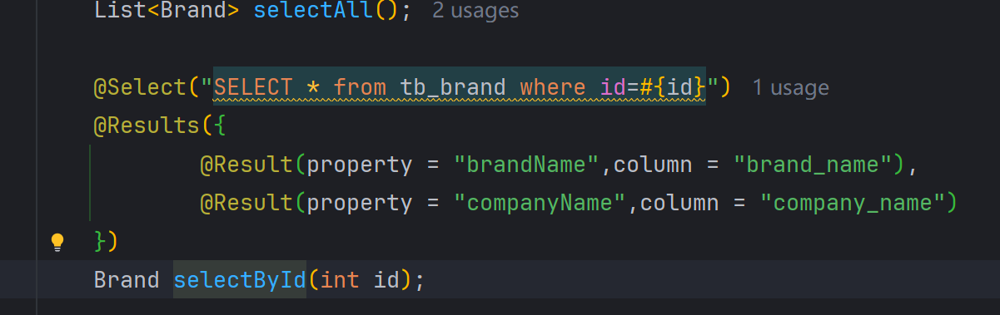 List<Brand> selectAll(); 2 usages
@Select("SELECT * from tb_brand where id=#{id}") 1 usage
@Results({
@Result(property = "brandName",column = "brand_name"),
@Result(property = "companyName",column = "company_name")
})
Brand selectById(int id);